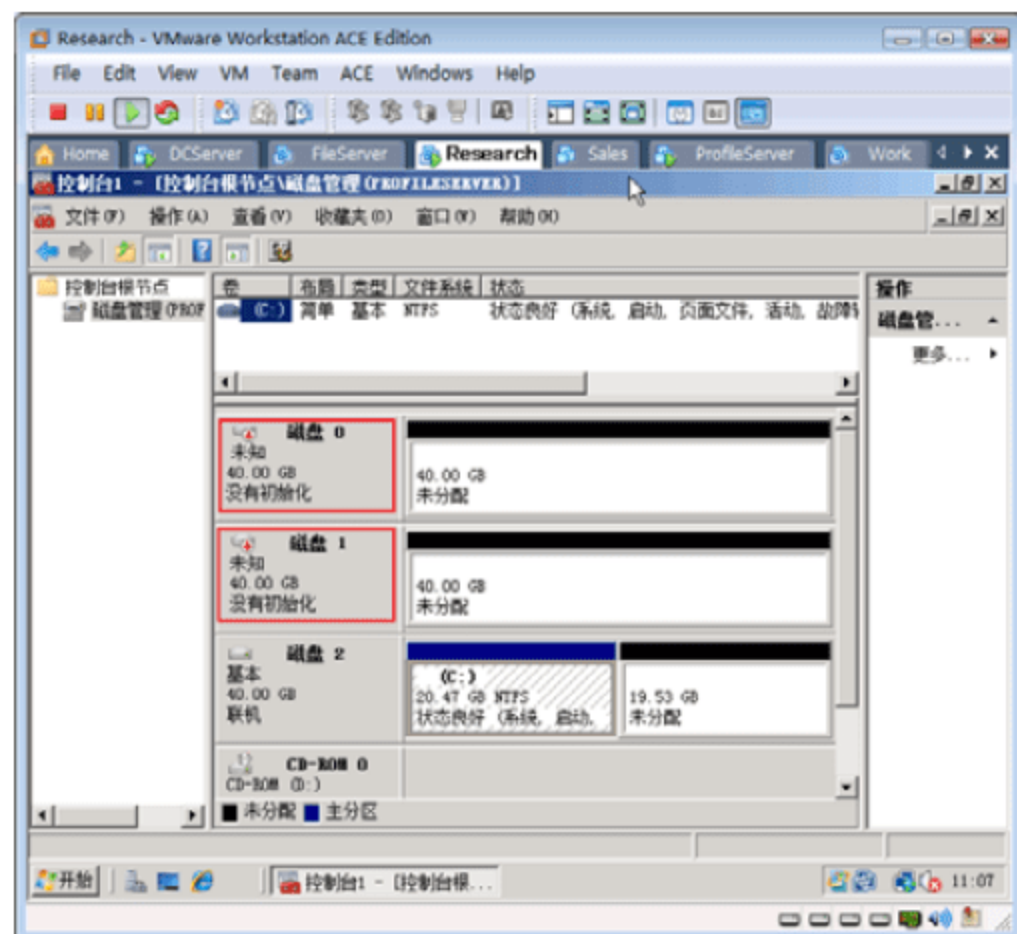 Research - VMware Workstation ACE Edition
File Edit View VM Team ACE Windows Help
Home DCServer FileServer Research Sales ProfileServer Work
控制台1 - [控制台根节点\磁盘管理(PROFILESERVER)]
文件(F) 操作(A) 查看(V) 收藏夹(O) 窗口(W) 帮助(H)
控制台根节点
磁盘管理(PROF
卷 布局 类型 文件系统 状态
(C:) 简单 基本 NTFS 状态良好 (系统, 启动, 页面文件, 活动, 故障转
操作
磁盘管...
更多...
磁盘 0
未知
40.00 GB
没有初始化
40.00 GB
未分配
磁盘 1
未知
40.00 GB
没有初始化
40.00 GB
未分配
磁盘 2
基本
40.00 GB
联机
(C:)
20.47 GB NTFS
状态良好 (系统, 启动,
19.53 GB
未分配
CD-ROM 0
CD-ROM (D:)
未分配 主分区
开始 控制台1 - [控制台根... 11:07